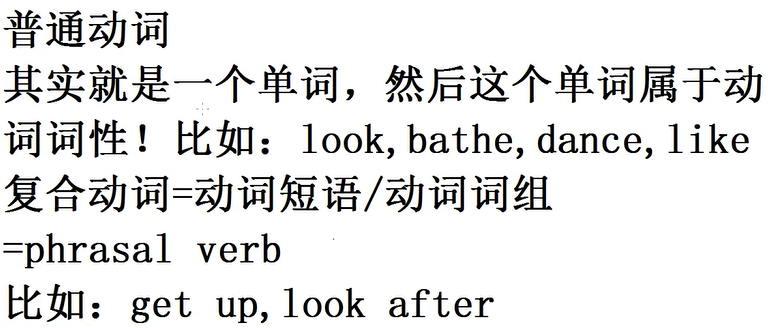 普通动词
其实就是一个单词，然后这个单词属于动
词词性！比如：look,bathe,dance,like
复合动词=动词短语/动词词组
=phrasal verb
比如：get up,look after